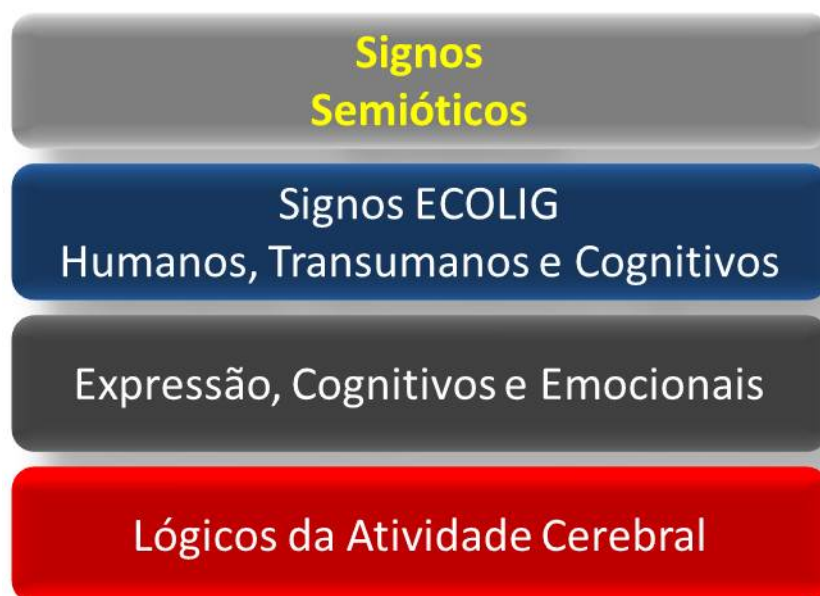 Signos
Semióticos
Signos ECOLIG
Humanos, Transumanos e Cognitivos
Expressão, Cognitivos e Emocionais
Lógicos da Atividade Cerebral